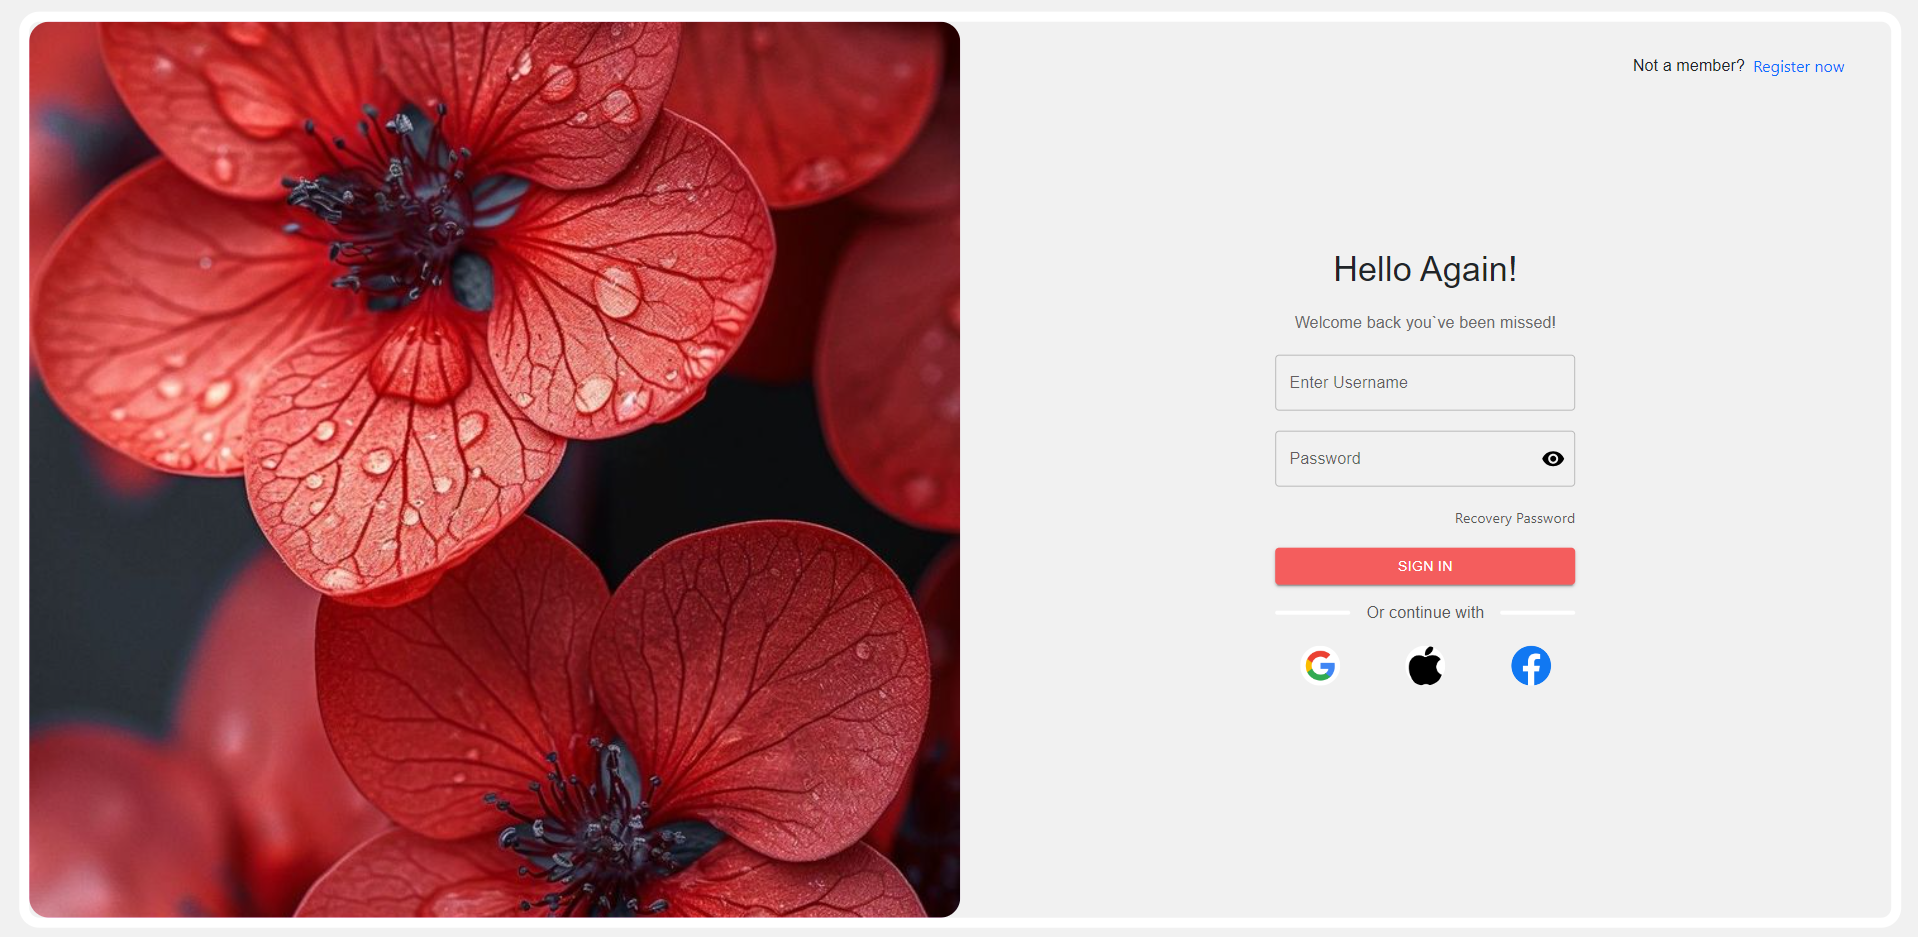 Not a member? Register now
Hello Again!
Welcome back you`ve been missed!
Enter Username
Password
Recovery Password
SIGN IN
Or continue with